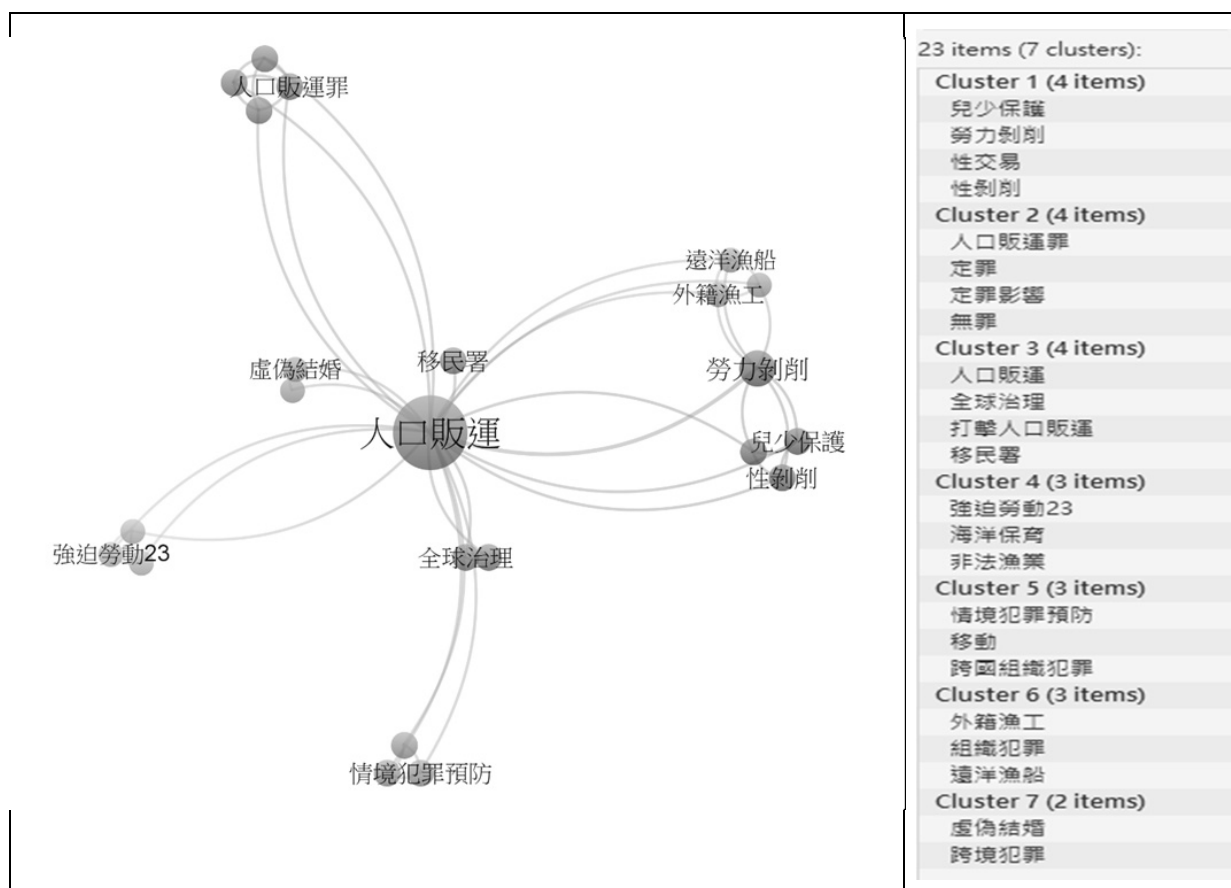 人口販運罪
遠洋漁船
外籍漁工
移民署
虛偽結婚
勞力剝削
人口販運
兒少保護
性剝削
強迫勞動23
全球治理
情境犯罪預防
23 items (7 clusters):
Cluster 1 (4 items)
兒少保護
勞力剝削
性交易
性剝削
Cluster 2 (4 items)
人口販運罪
定罪
定罪影響
無罪
Cluster 3 (4 items)
人口販運
全球治理
打擊人口販運
移民署
Cluster 4 (3 items)
強迫勞動23
海洋保育
非法漁業
Cluster 5 (3 items)
情境犯罪預防
移動
跨國組織犯罪
Cluster 6 (3 items)
外籍漁工
組織犯罪
遠洋漁船
Cluster 7 (2 items)
虛偽結婚
跨境犯罪